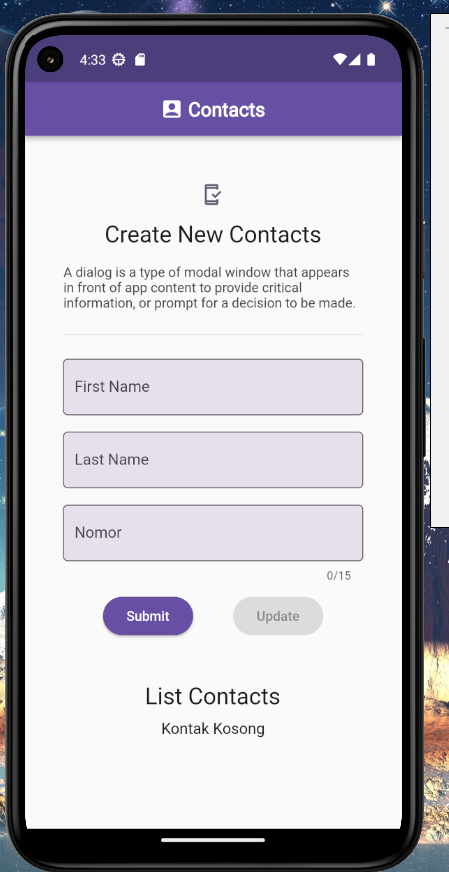 4:33
Contacts
Create New Contacts
A dialog is a type of modal window that appears
in front of app content to provide critical
information, or prompt for a decision to be made.
First Name
Last Name
Nomor
0/15
Submit
Update
List Contacts
Kontak Kosong